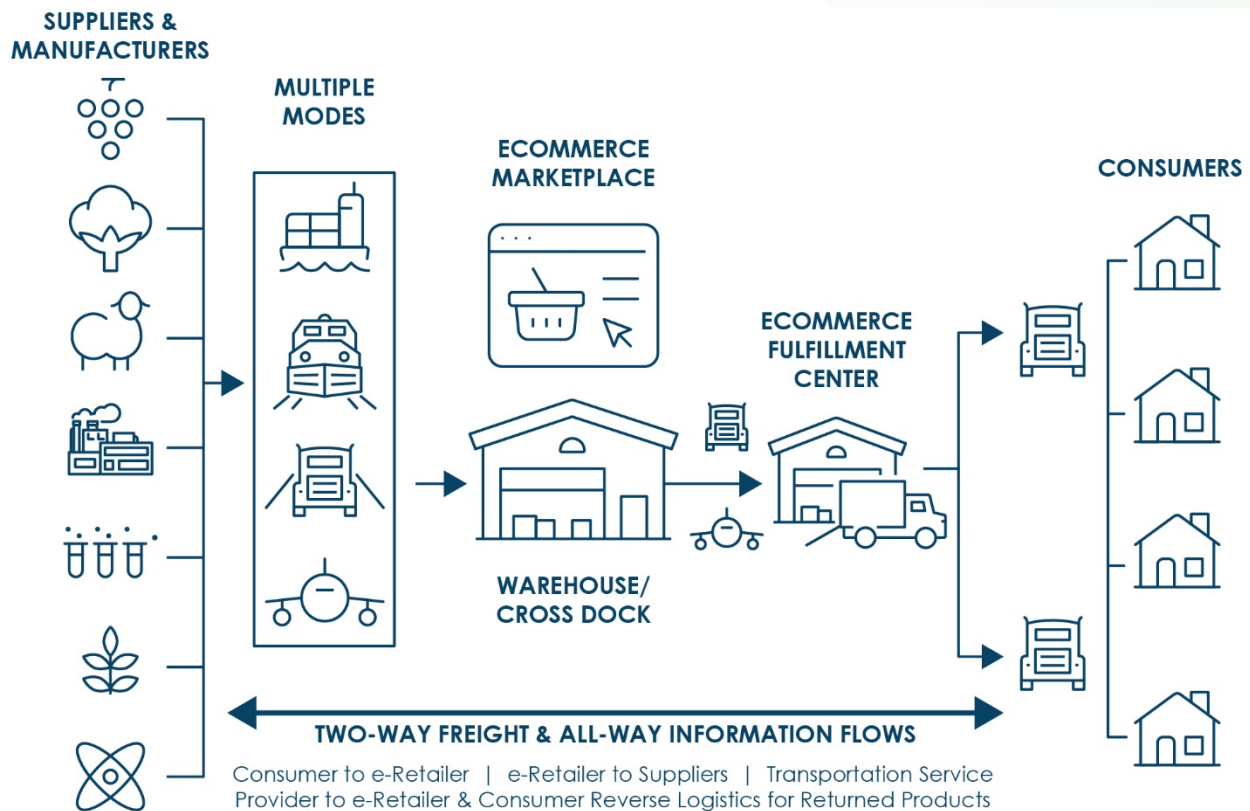 SUPPLIERS &
MANUFACTURERS
MULTIPLE
MODES
ECOMMERCE
MARKETPLACE
CONSUMERS
ECOMMERCE
FULFILLMENT
CENTER
WAREHOUSE/
CROSS DOCK
TWO-WAY FREIGHT & ALL-WAY INFORMATION FLOWS
Consumer to e-Retailer | e-Retailer to Suppliers | Transportation Service
Provider to e-Retailer & Consumer Reverse Logistics for Returned Products